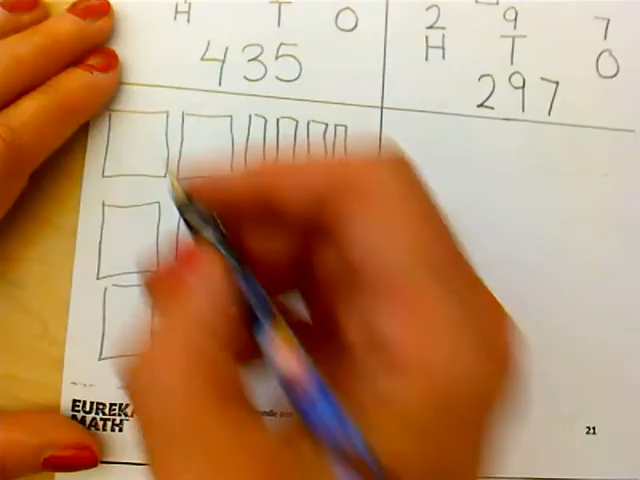 H T O
435
2 9 7
H T O
297
EUREKA
MATH
21